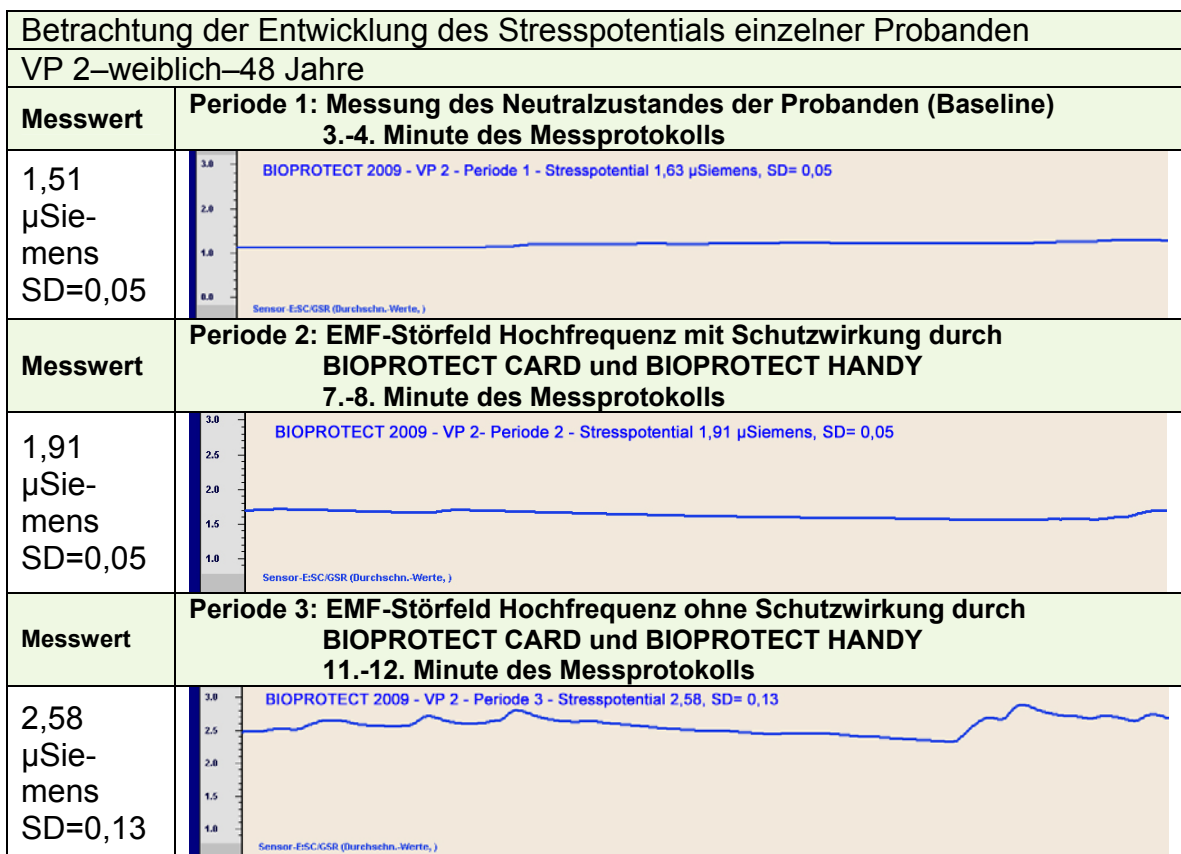 Betrachtung der Entwicklung des Stresspotentials einzelner Probanden
VP 2–weiblich–48 Jahre
Messwert
Periode 1: Messung des Neutralzustandes der Probanden (Baseline)
3.-4. Minute des Messprotokolls
1,51
µSie-
mens
SD=0,05
3.0
2.0
1.0
0.0
BIOPROTECT 2009 - VP 2 - Periode 1 - Stresspotential 1,63 µSiemens, SD= 0,05
Sensor-E:SC/GSR (Durchschn.-Werte, )
Messwert
Periode 2: EMF-Störfeld Hochfrequenz mit Schutzwirkung durch
BIOPROTECT CARD und BIOPROTECT HANDY
7.-8. Minute des Messprotokolls
1,91
µSie-
mens
SD=0,05
3.0
2.5
2.0
1.5
1.0
BIOPROTECT 2009 - VP 2- Periode 2 - Stresspotential 1,91 µSiemens, SD= 0,05
Sensor-E:SC/GSR (Durchschn.-Werte, )
Messwert
Periode 3: EMF-Störfeld Hochfrequenz ohne Schutzwirkung durch
BIOPROTECT CARD und BIOPROTECT HANDY
11.-12. Minute des Messprotokolls
2,58
µSie-
mens
SD=0,13
3.0
2.5
2.0
1.5
1.0
BIOPROTECT 2009 - VP 2 - Periode 3 - Stresspotential 2,58, SD= 0,13
Sensor-E:SC/GSR (Durchschn.-Werte, )